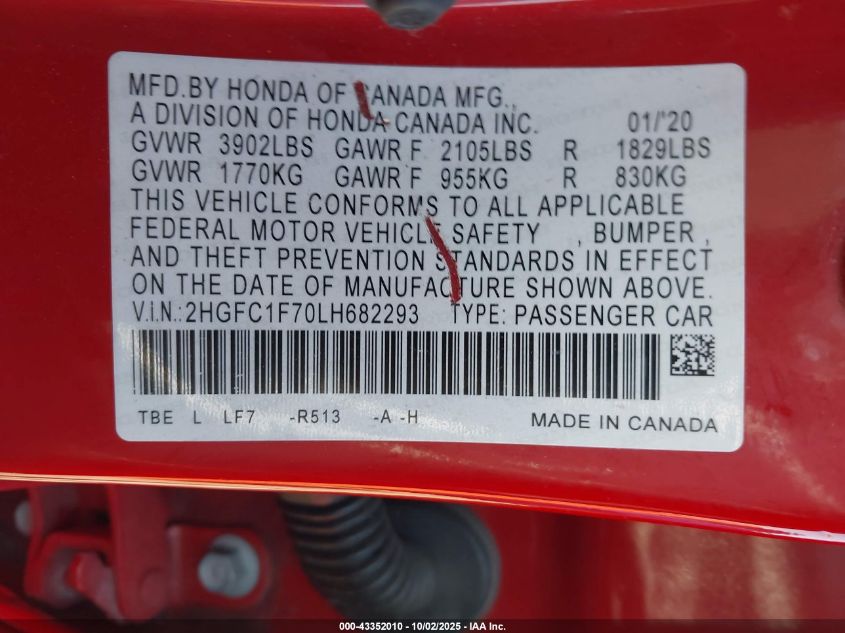 MFD.BY HONDA OF CANADA MFG.,
A DIVISION OF HONDA CANADA INC. 01/'20
GVWR 3902LBS GAWR F 2105LBS R 1829LBS
GVWR 1770KG GAWR F 955KG R 830KG
THIS VEHICLE CONFORMS TO ALL APPLICABLE
FEDERAL MOTOR VEHICLE SAFETY , BUMPER ,
AND THEFT PREVENTION STANDARDS IN EFFECT
ON THE DATE OF MANUFACTURE SHOWN ABOVE.
V.I.N.:2HGFC1F70LH682293 TYPE: PASSENGER CAR
TBE L LF7 -R513 -A -H MADE IN CANADA
000-43352010 - 10/02/2025 - IAA Inc.